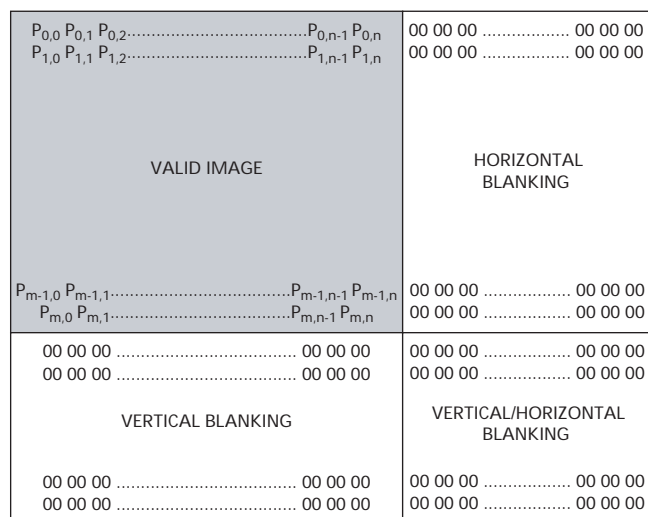 P0,0 P0,1 P0,2.......................................P0,n-1 P0,n
P1,0 P1,1 P1,2.......................................P1,n-1 P1,n
00 00 00 ................... 00 00 00
00 00 00 ................... 00 00 00
VALID IMAGE
HORIZONTAL
BLANKING
Pm-1,0 Pm-1,1.......................................Pm-1,n-1 Pm-1,n
Pm,0 Pm,1.......................................Pm,n-1 Pm,n
00 00 00 ................... 00 00 00
00 00 00 ................... 00 00 00
00 00 00 ....................................... 00 00 00
00 00 00 ....................................... 00 00 00
VERTICAL BLANKING
00 00 00 ....................................... 00 00 00
00 00 00 ....................................... 00 00 00
00 00 00 ................... 00 00 00
00 00 00 ................... 00 00 00
VERTICAL/HORIZONTAL
BLANKING
00 00 00 ................... 00 00 00
00 00 00 ................... 00 00 00